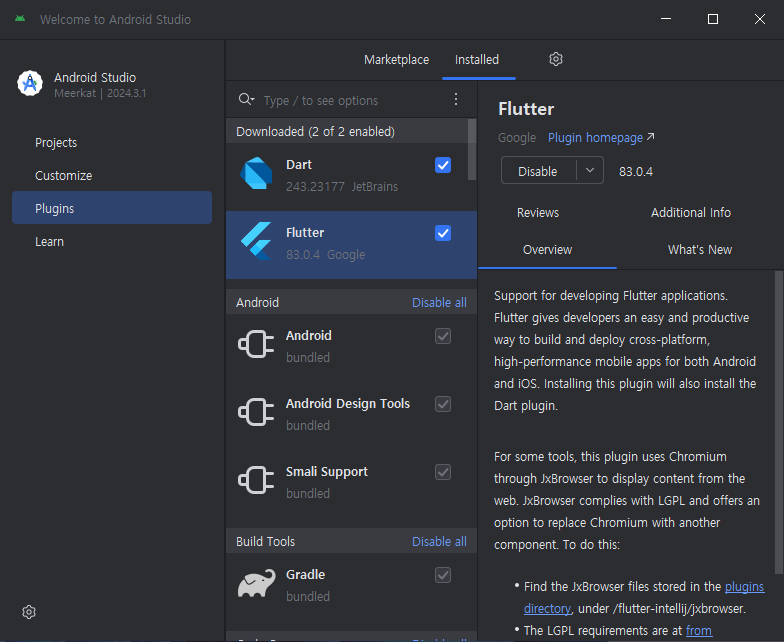 Welcome to Android Studio
Android Studio
Meerkat | 2024.3.1
Projects
Customize
Plugins
Learn
Marketplace Installed
Type / to see options
Downloaded (2 of 2 enabled)
Dart
243.23177 JetBrains
Flutter
83.0.4 Google
Android Disable all
Android
bundled
Android Design Tools
bundled
Smali Support
bundled
Build Tools Disable all
Gradle
bundled
Flutter
Google Plugin homepage
Disable 83.0.4
Reviews Additional Info
Overview What's New
Support for developing Flutter applications.
Flutter gives developers an easy and productive
way to build and deploy cross-platform,
high-performance mobile apps for both Android
and iOS. Installing this plugin will also install the
Dart plugin.
For some tools, this plugin uses Chromium
through JxBrowser to display content from the
web. JxBrowser complies with LGPL and offers an
option to replace Chromium with another
component. To do this:
• Find the JxBrowser files stored in the plugins
directory, under /flutter-intellij/jxbrowser.
• The LGPL requirements are at from